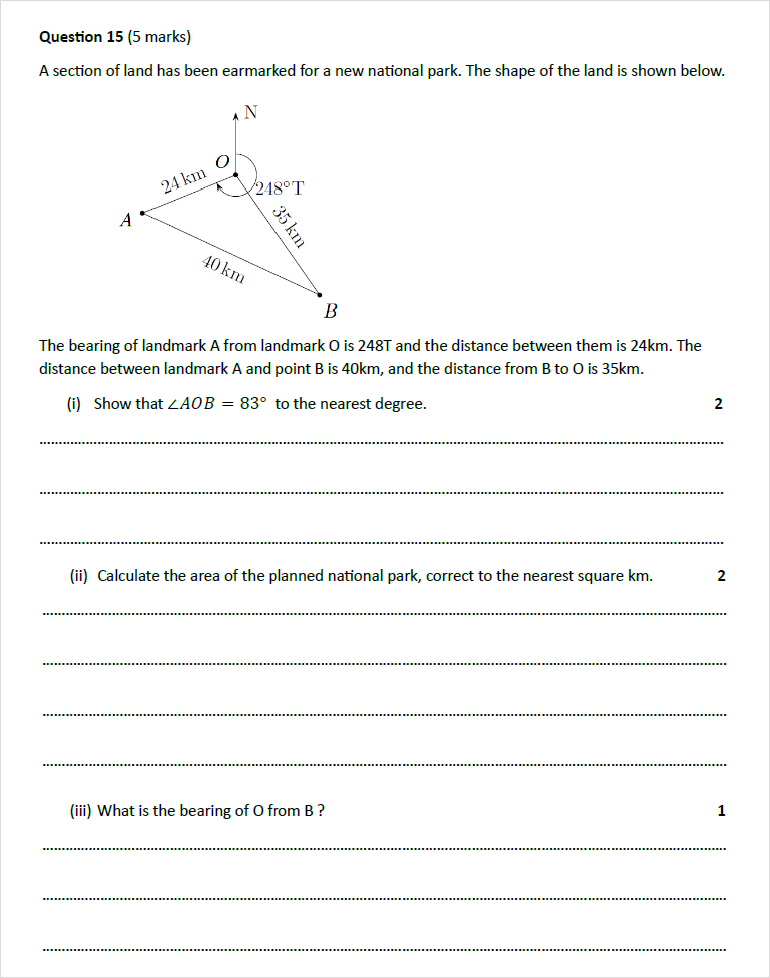 Question 15 (5 marks)
A section of land has been earmarked for a new national park. The shape of the land is shown below.
N
O
24 km
248°T
A
35 km
40 km
B
The bearing of landmark A from landmark O is 248T and the distance between them is 24km. The
distance between landmark A and point B is 40km, and the distance from B to O is 35km.
(i) Show that ∠AOB = 83° to the nearest degree. 2
(ii) Calculate the area of the planned national park, correct to the nearest square km. 2
(iii) What is the bearing of O from B ? 1